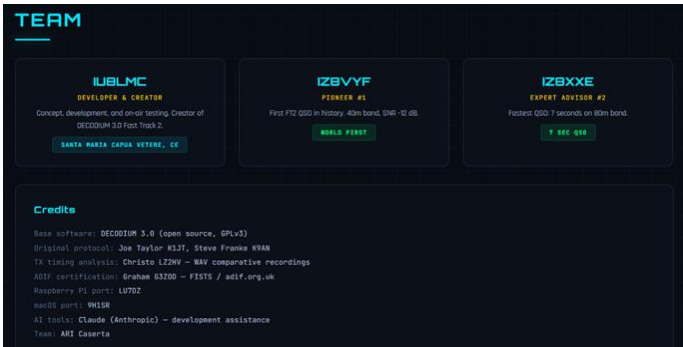 TEAM
IU8LMC
DEVELOPER & CREATOR
Concept, development, and on-air testing. Creator of
DECODIUM 3.0 Fast Track 2.
SANTA MARIA CAPUA VETERE, CE
IZ8VYF
PIONEER #1
First FT2 QSO in history. 40m band, SNR -12 dB.
WORLD FIRST
IZ8XXE
EXPERT ADVISOR #2
Fastest QSO: 7 seconds on 80m band.
7 SEC QSO
Credits
Base software: DECODIUM 3.0 (open source, GPLv3)
Original protocol: Joe Taylor K1JT, Steve Franke K9AN
TX timing analysis: Christo LZ2HV — WAV comparative recordings
ADIF certification: Graham G3ZOD — FISTS / adif.org.uk
Raspberry Pi port: LU7DZ
macOS port: 9H1SR
AI tools: Claude (Anthropic) — development assistance
Team: ARI Caserta